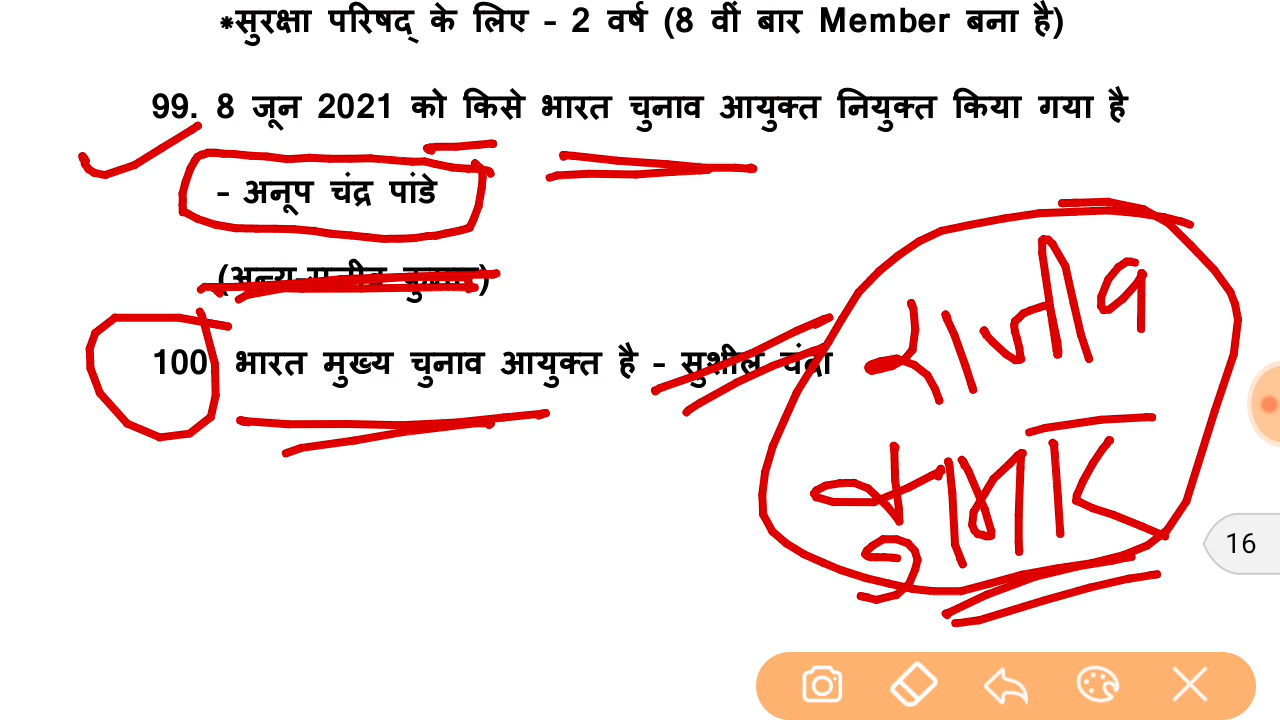 *सुरक्षा परिषद् के लिए - 2 वर्ष (8 वीं बार Member बना है)
99. 8 जून 2021 को किसे भारत चुनाव आयुक्त नियुक्त किया गया है
- अनूप चंद्र पांडे
(अन्य-राजीव कुमार)
100. भारत मुख्य चुनाव आयुक्त है - सुशील चंद्रा
राजीव
कुमार
16